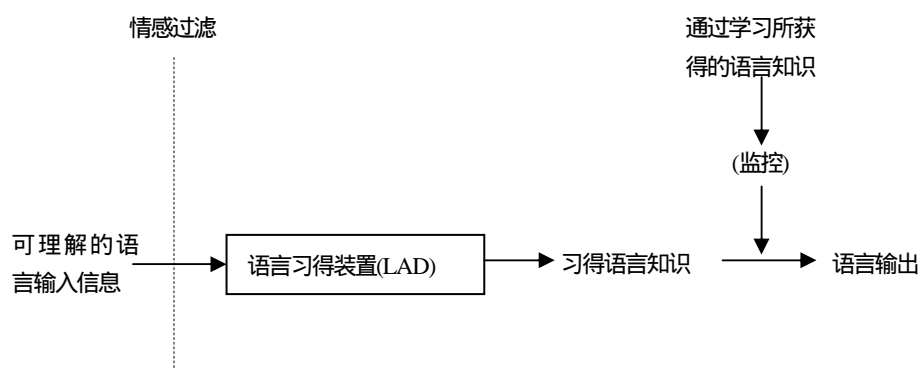 情感过滤
通过学习所获
得的语言知识
(监控)
可理解的语
言输入信息
语言习得装置(LAD)
习得语言知识
语言输出